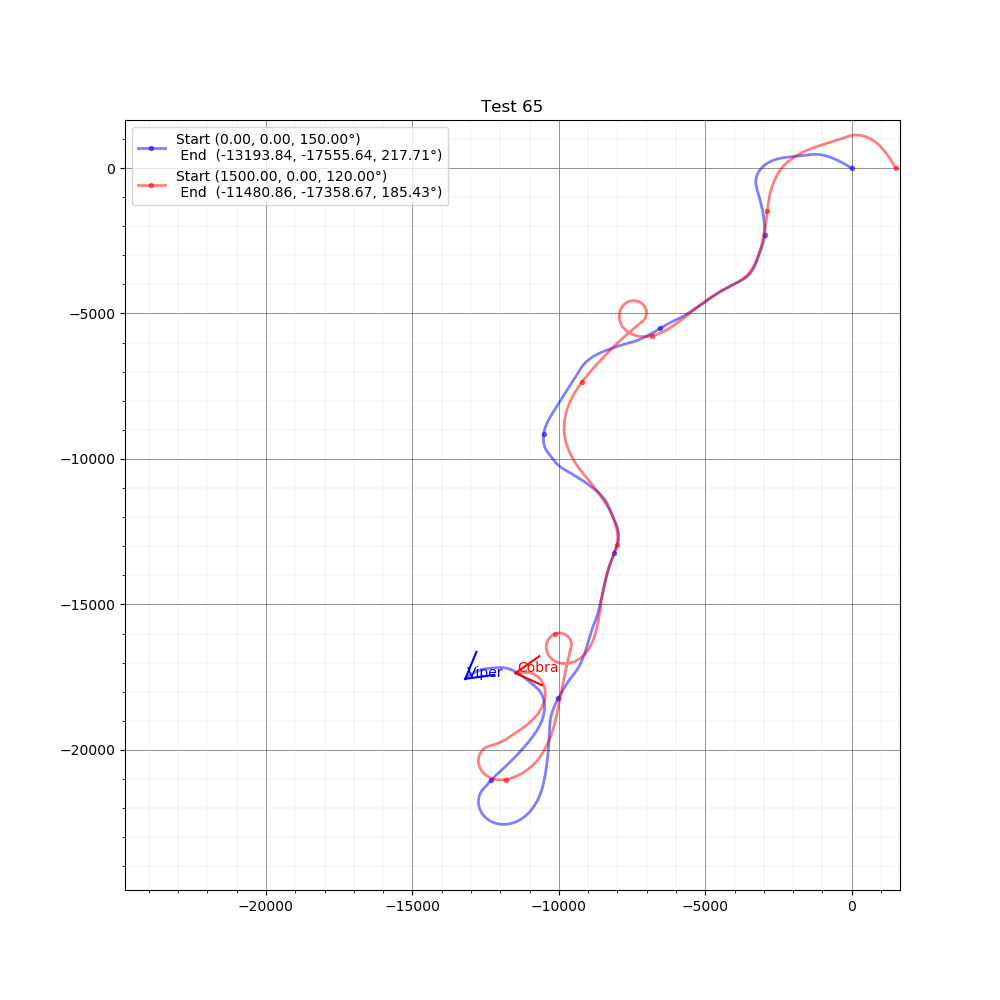 Test 65
Start (0.00, 0.00, 150.00°)
End (-13193.84, -17555.64, 217.71°)
Start (1500.00, 0.00, 120.00°)
End (-11480.86, -17358.67, 185.43°)
0
−5000
−10000
−15000
−20000
Viper
Cobra
−20000
−15000
−10000
−5000
0